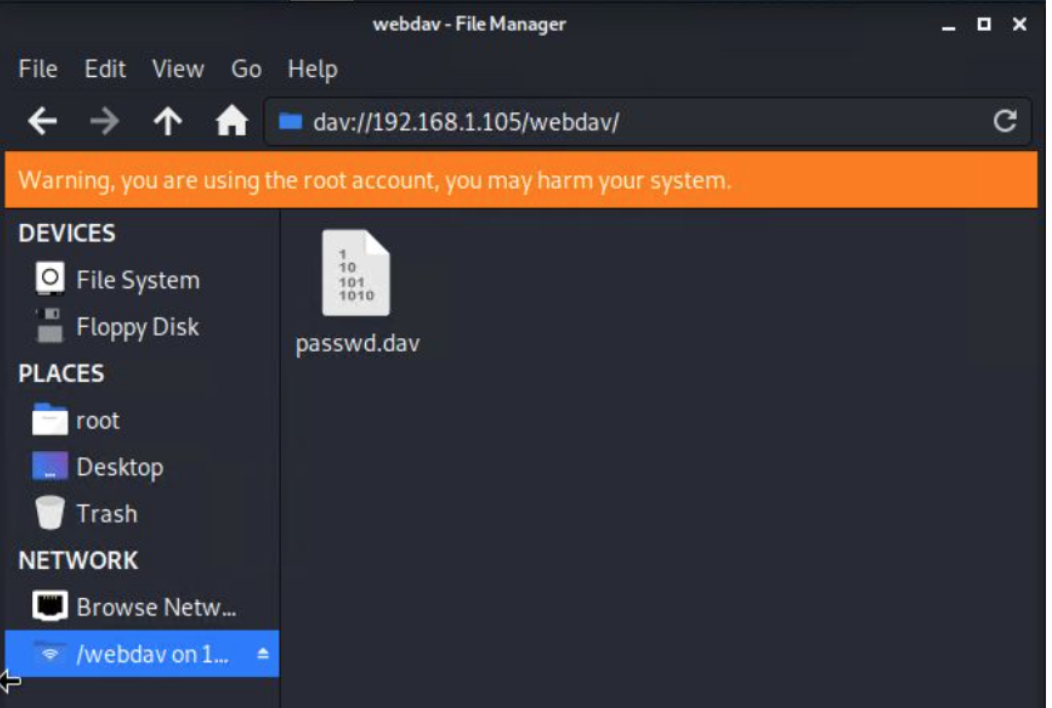 webdav - File Manager
File Edit View Go Help
dav://192.168.1.105/webdav/
Warning, you are using the root account, you may harm your system.
DEVICES
File System
Floppy Disk
PLACES
root
Desktop
Trash
NETWORK
Browse Netw...
/webdav on 1...
1
10
101
1010
passwd.dav